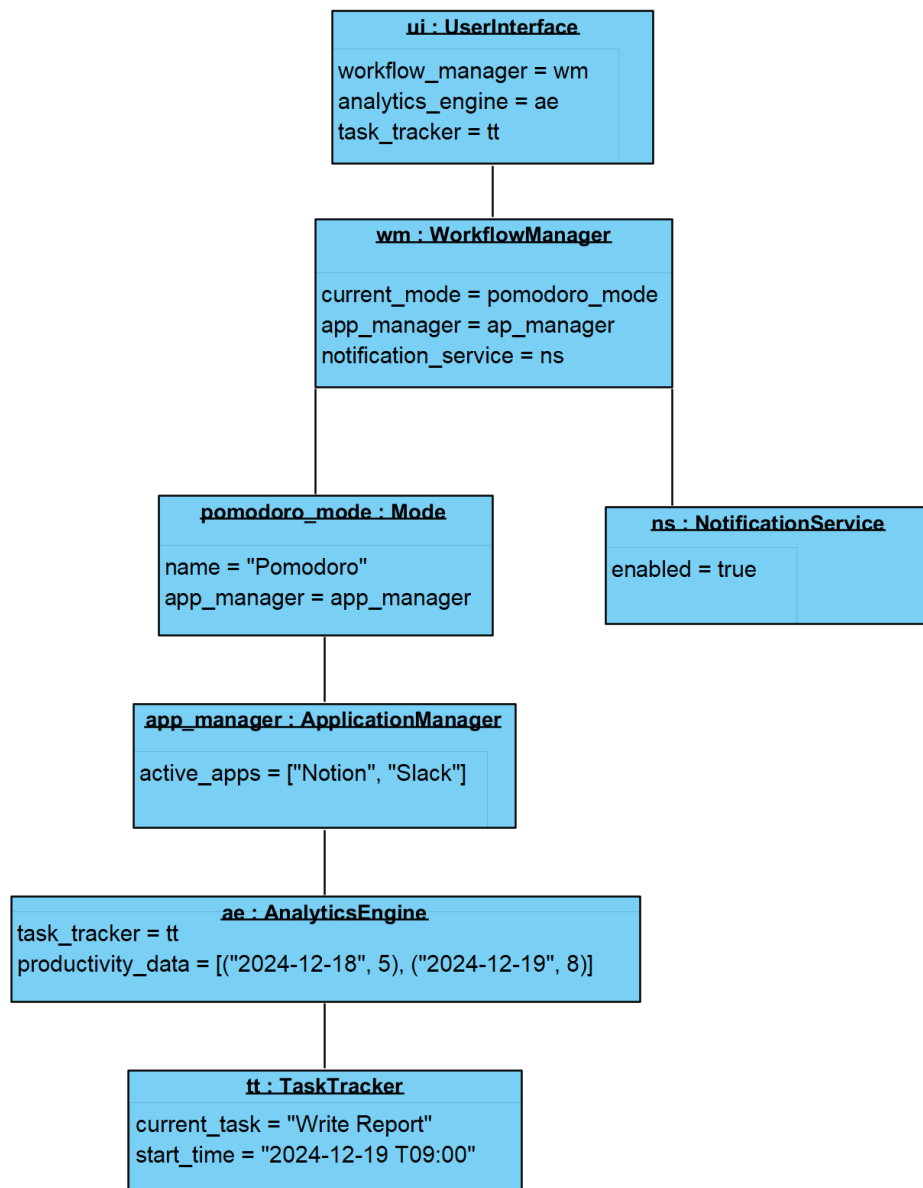 ui : UserInterface
workflow_manager = wm
analytics_engine = ae
task_tracker = tt
wm : WorkflowManager
current_mode = pomodoro_mode
app_manager = ap_manager
notification_service = ns
pomodoro_mode : Mode
name = "Pomodoro"
app_manager = app_manager
ns : NotificationService
enabled = true
app_manager : ApplicationManager
active_apps = ["Notion", "Slack"]
ae : AnalyticsEngine
task_tracker = tt
productivity_data = [("2024-12-18", 5), ("2024-12-19", 8)]
tt : TaskTracker
current_task = "Write Report"
start_time = "2024-12-19 T09:00"